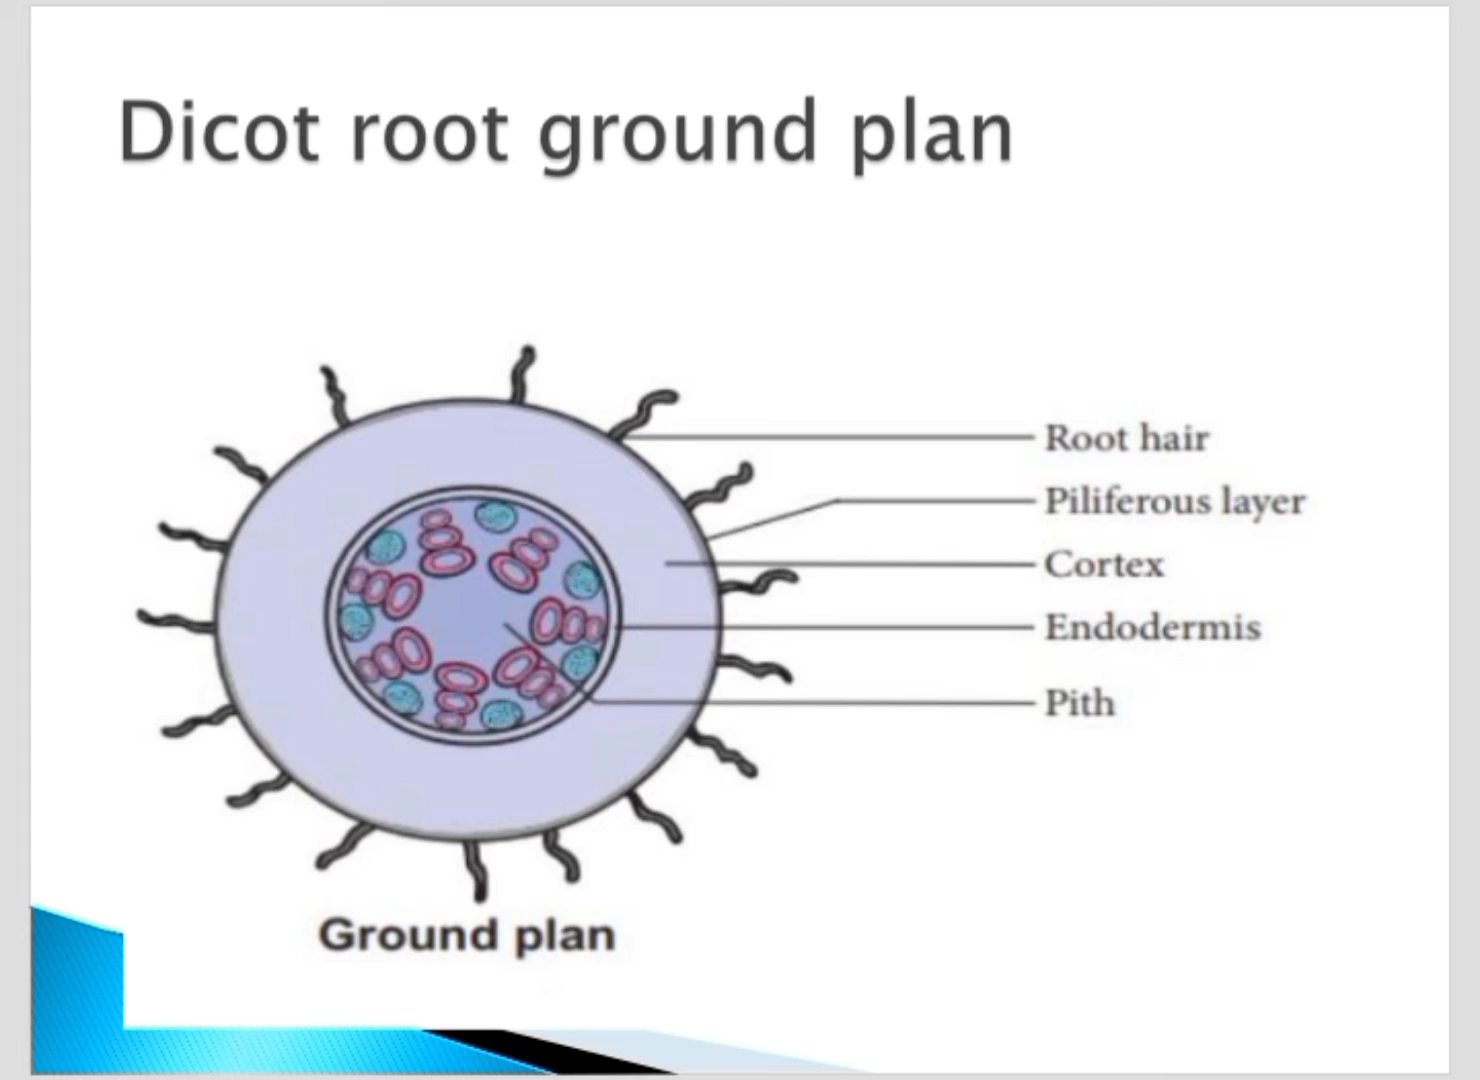 Dicot root ground plan
Root hair
Piliferous layer
Cortex
Endodermis
Pith
Ground plan